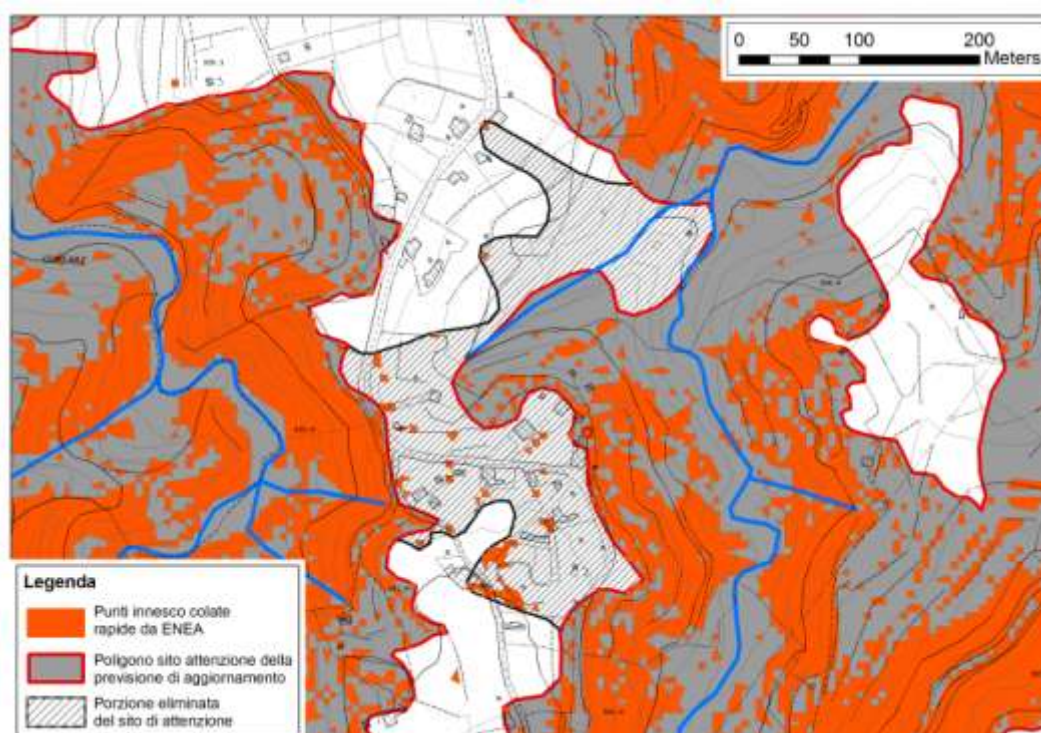 0 50 100 200
Meters
Legenda
Punti innesco colate
rapide da ENEA
Poligono sito attenzione della
previsione di aggiornamento
Porzione eliminata
del sito di attenzione